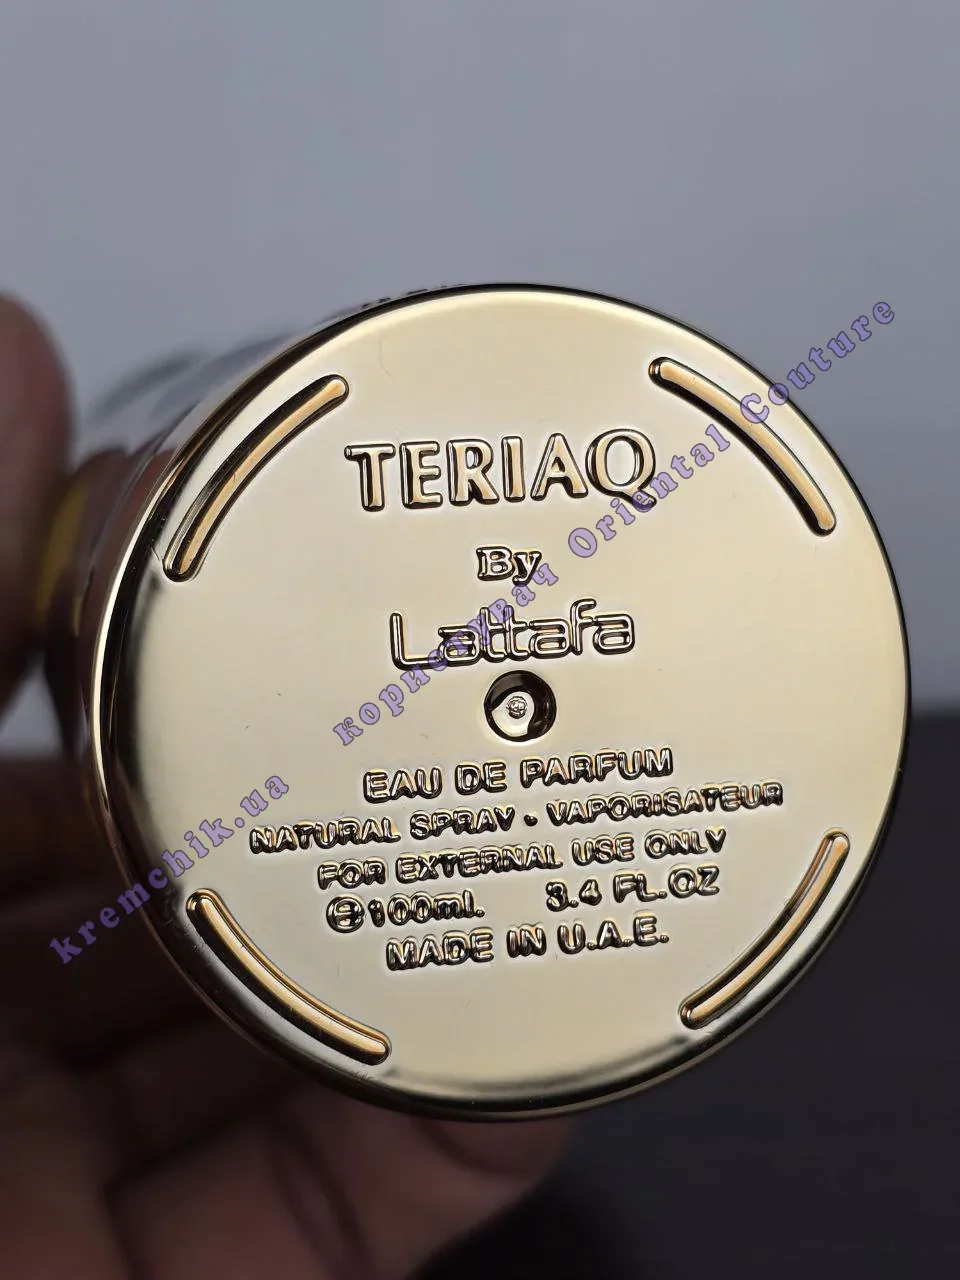 TERIAQ
By
Lattafa
EAU DE PARFUM
NATURAL SPRAY • VAPORISATEUR
FOR EXTERNAL USE ONLY
100ml. 3.4 FL.OZ
MADE IN U.A.E.
kremchik.ua користувач Oriental Couture